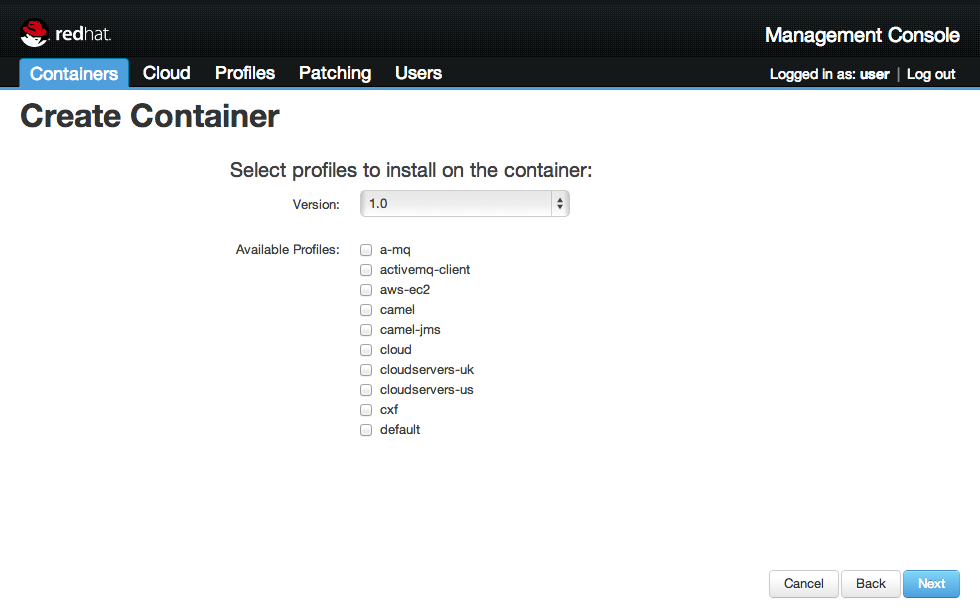 redhat.
Management Console
Containers Cloud Profiles Patching Users
Logged in as: user | Log out
Create Container
Select profiles to install on the container:
Version: 1.0
Available Profiles: a-mq
activemq-client
aws-ec2
camel
camel-jms
cloud
cloudservers-uk
cloudservers-us
cxf
default
Cancel Back Next